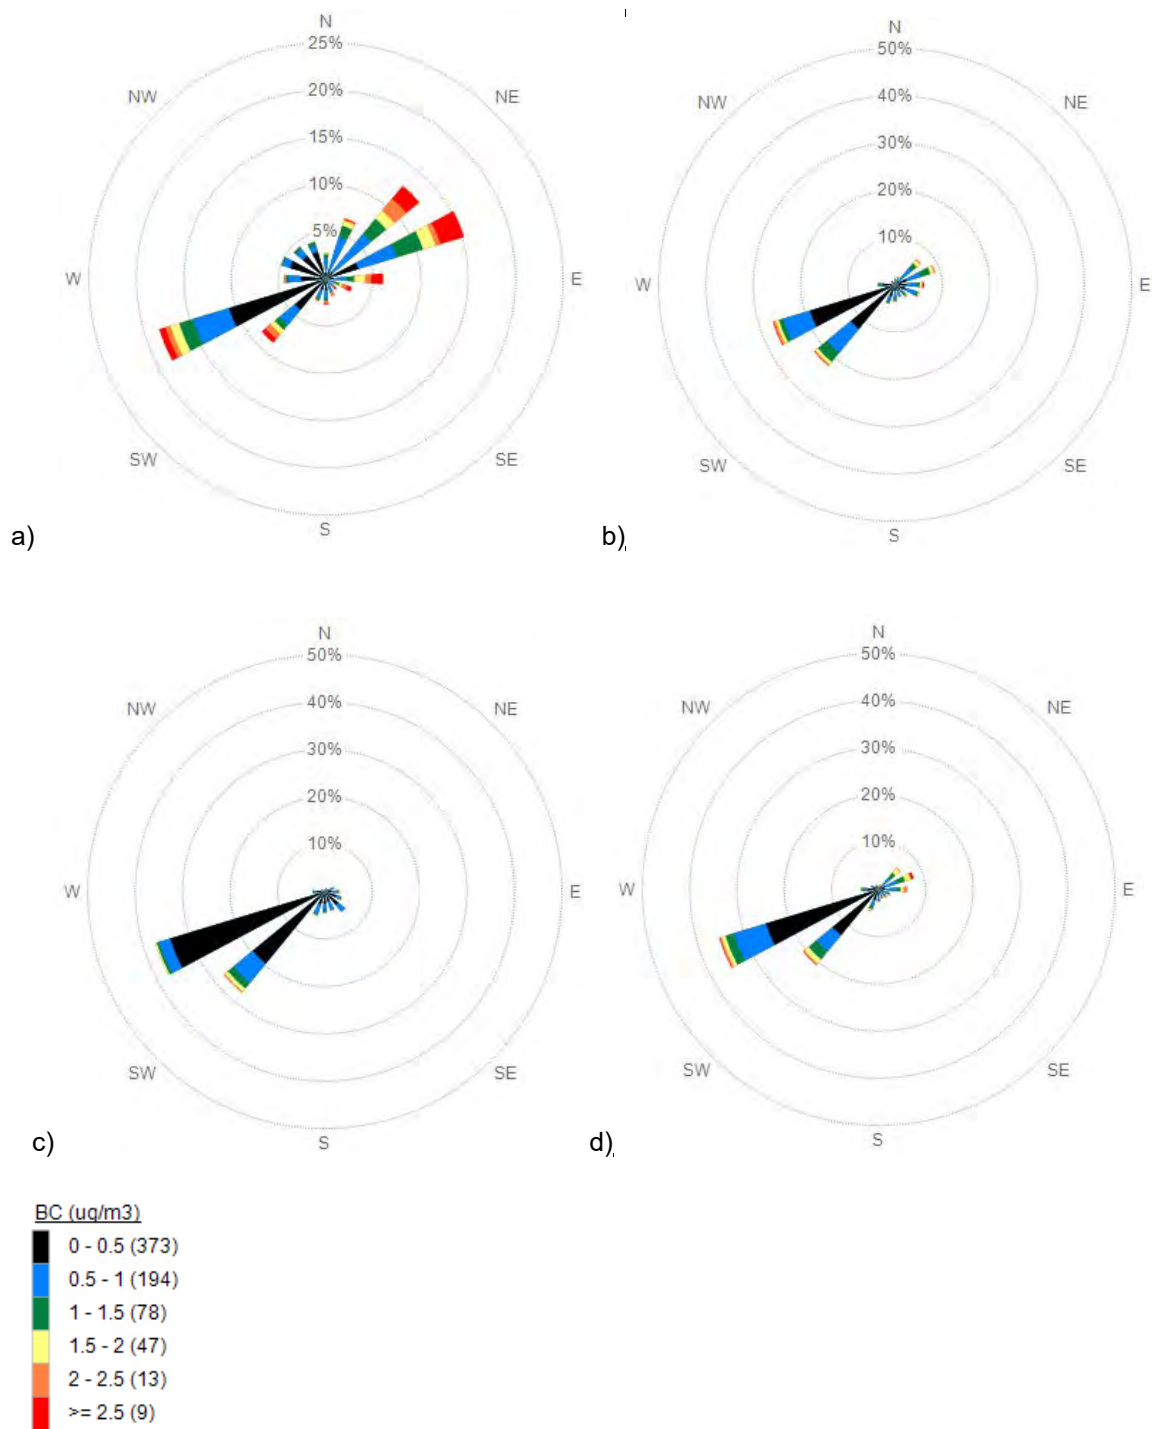 N
25%
NW
NE
20%
15%
10%
5%
W
E
SW
SE
S
a)
N
50%
NW
NE
40%
30%
20%
10%
W
E
SW
SE
S
b)
N
50%
NW
NE
40%
30%
20%
10%
W
E
SW
SE
S
c)
N
50%
NW
NE
40%
30%
20%
10%
W
E
SW
SE
S
d)
BC (ug/m3)
0 - 0.5 (373)
0.5 - 1 (194)
1 - 1.5 (78)
1.5 - 2 (47)
2 - 2.5 (13)
>= 2.5 (9)